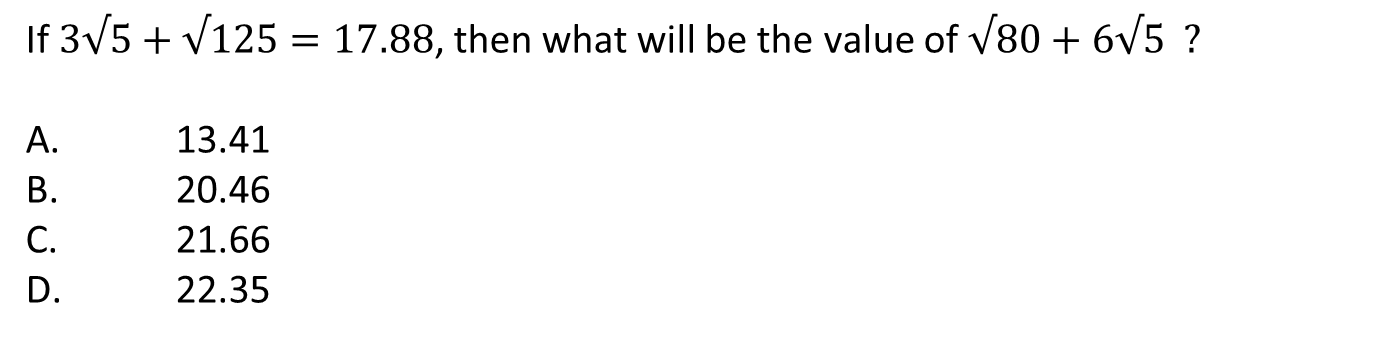 If 3√5 + √125 = 17.88, then what will be the value of √80 + 6√5 ?
A. 13.41
B. 20.46
C. 21.66
D. 22.35